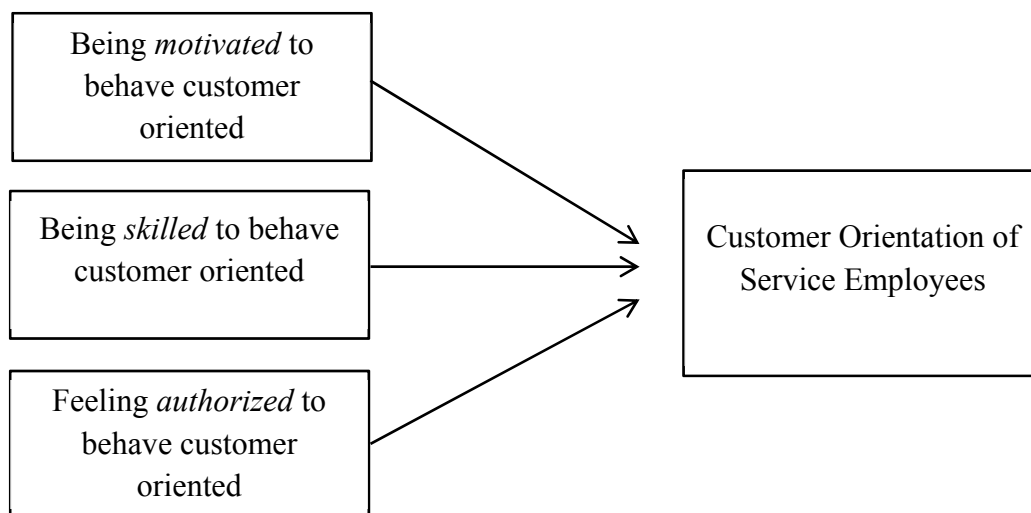 Being motivated to
behave customer
oriented
Being skilled to behave
customer oriented
Feeling authorized to
behave customer
oriented
Customer Orientation of
Service Employees